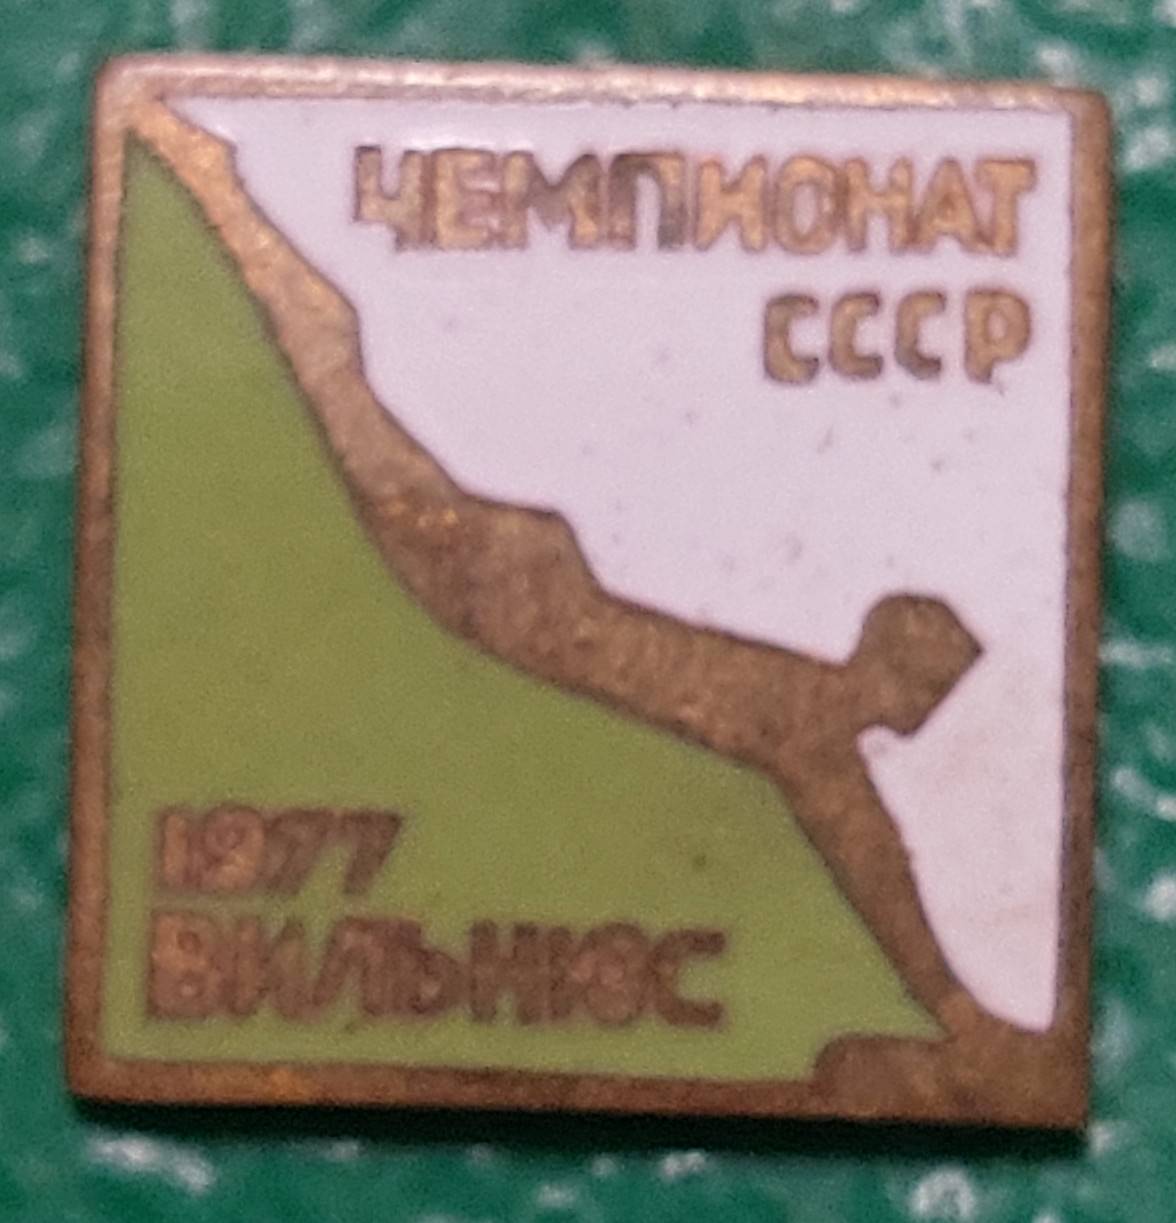 ЧЕМПИОНАТ
СССР
1977
ВИЛЬНЮС